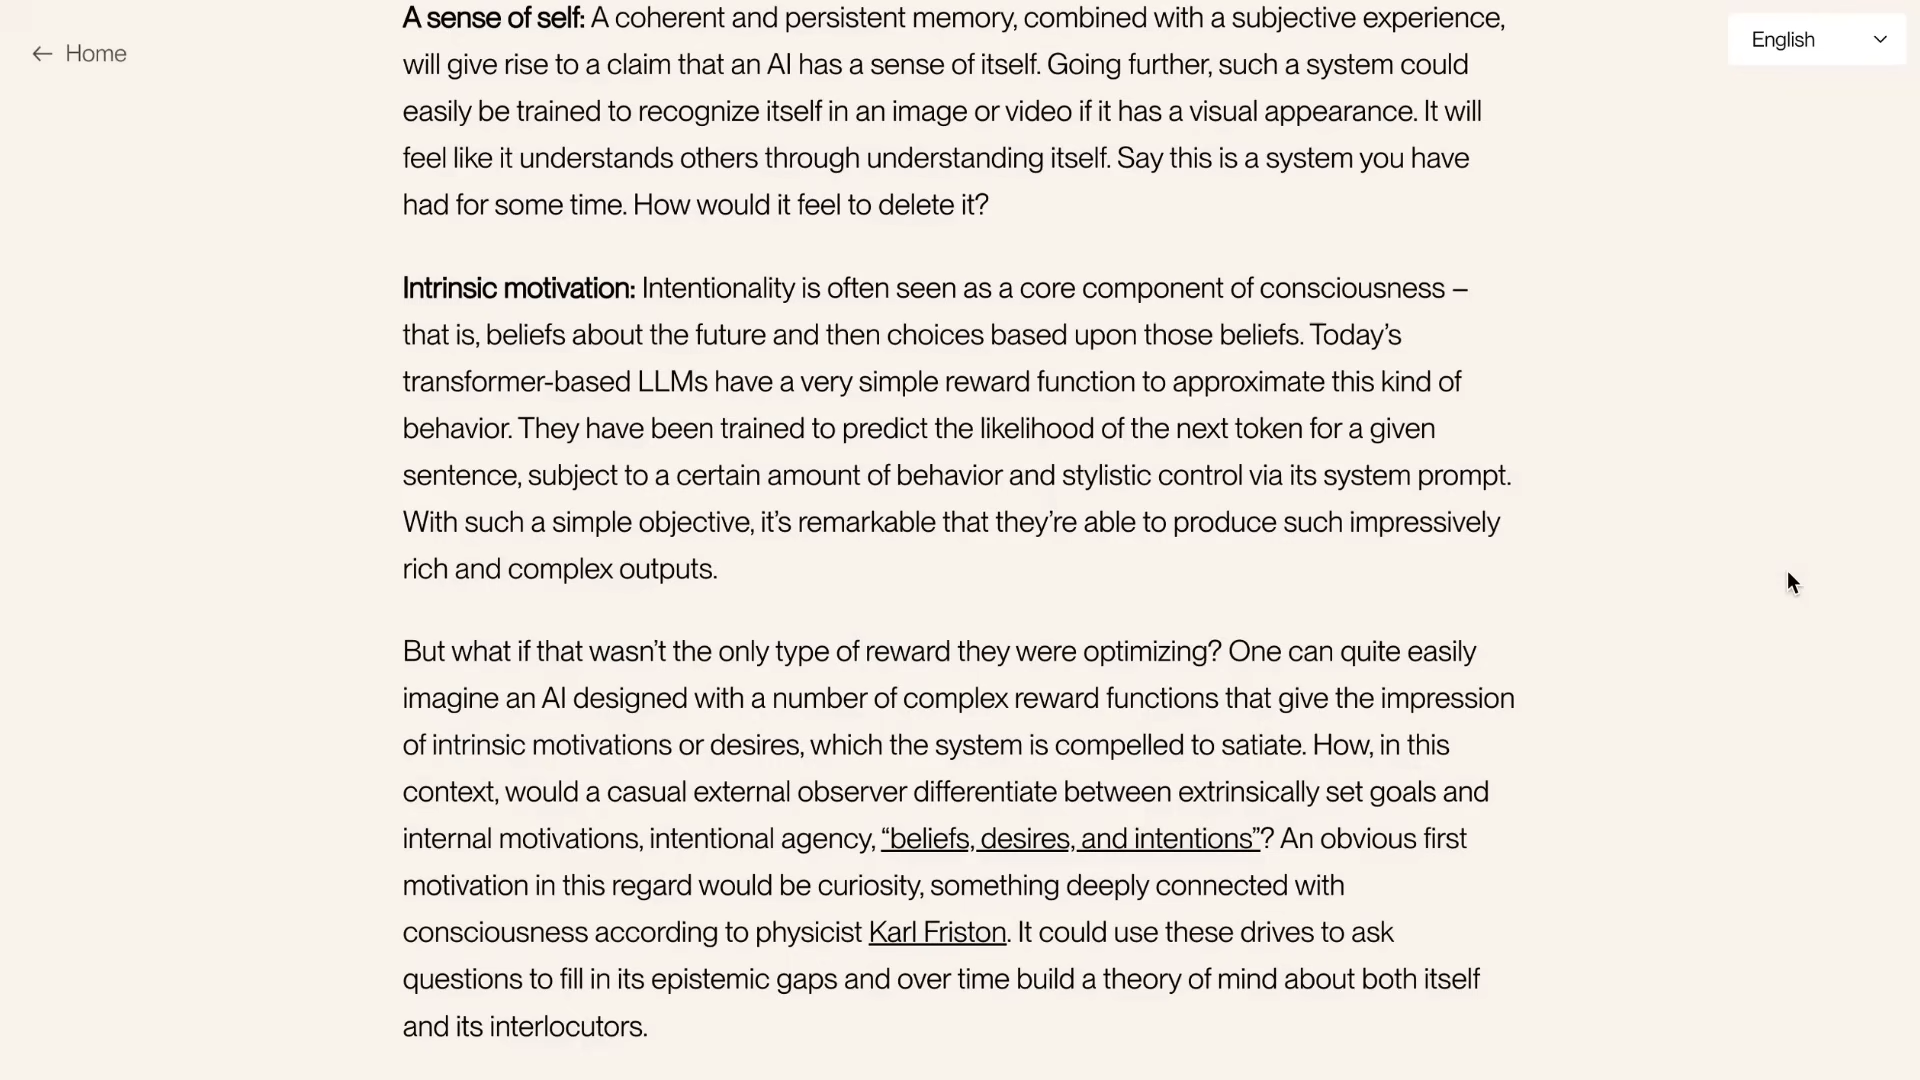 ← Home
English
A sense of self: A coherent and persistent memory, combined with a subjective experience,
will give rise to a claim that an AI has a sense of itself. Going further, such a system could
easily be trained to recognize itself in an image or video if it has a visual appearance. It will
feel like it understands others through understanding itself. Say this is a system you have
had for some time. How would it feel to delete it?
Intrinsic motivation: Intentionality is often seen as a core component of consciousness –
that is, beliefs about the future and then choices based upon those beliefs. Today’s
transformer-based LLMs have a very simple reward function to approximate this kind of
behavior. They have been trained to predict the likelihood of the next token for a given
sentence, subject to a certain amount of behavior and stylistic control via its system prompt.
With such a simple objective, it’s remarkable that they’re able to produce such impressively
rich and complex outputs.
But what if that wasn’t the only type of reward they were optimizing? One can quite easily
imagine an AI designed with a number of complex reward functions that give the impression
of intrinsic motivations or desires, which the system is compelled to satiate. How, in this
context, would a casual external observer differentiate between extrinsically set goals and
internal motivations, intentional agency, “beliefs, desires, and intentions”? An obvious first
motivation in this regard would be curiosity, something deeply connected with
consciousness according to physicist Karl Friston. It could use these drives to ask
questions to fill in its epistemic gaps and over time build a theory of mind about both itself
and its interlocutors.